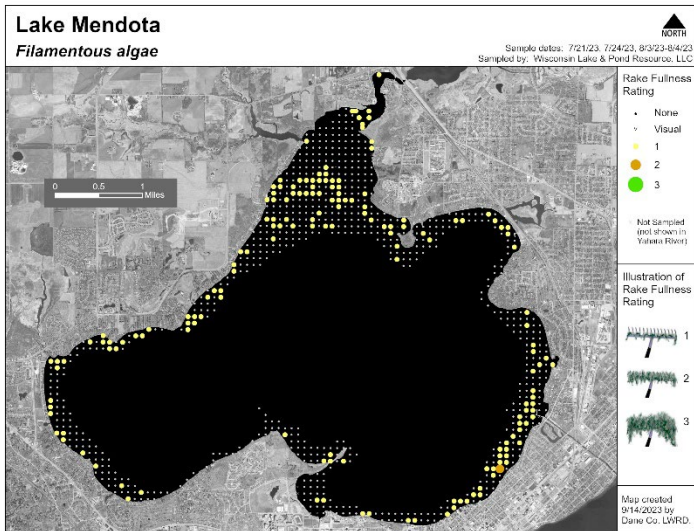 Lake Mendota
Filamentous algae
NORTH
Sample dates: 7/21/23, 7/24/23, 8/3/23-8/4/23
Sampled by: Wisconsin Lake & Pond Resource, LLC
0 0.5 1
Miles
Rake Fullness
Rating
None
Visual
1
2
3
Not Sampled
(not shown in
Yahara River)
Illustration of
Rake Fullness
Rating
1
2
3
Map created
9/14/2023 by
Dane Co. LWRD.